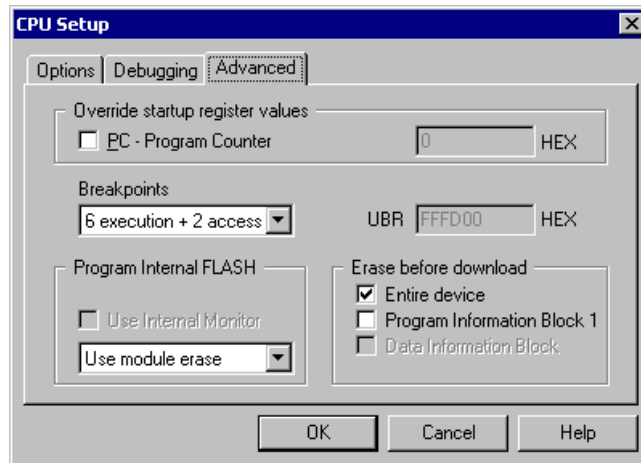 CPU Setup
Options Debugging Advanced
Override startup register values
PC - Program Counter 0 HEX
Breakpoints
6 execution + 2 access UBR FFFD00 HEX
Program Internal FLASH
Use Internal Monitor
Use module erase
Erase before download
Entire device
Program Information Block 1
Data Information Block
OK Cancel Help